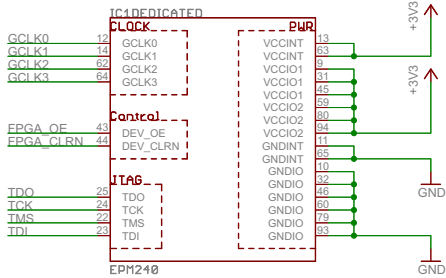 IC1DEDICATED
CLOCK PWR
GCLK0 12 GCLK0 VCCINT 13 +3V3
GCLK1 14 GCLK1 VCCINT 63
GCLK2 62 GCLK2 VCCIO1 9
GCLK3 64 GCLK3 VCCIO1 31 +3V3
VCCIO1 45
VCCIO2 59
Control VCCIO2 80
FPGA_OE 43 DEV_OE VCCIO2 94
FPGA_CLRN 44 DEV_CLRN GNDINT 11
GNDINT 65
GNDIO 10
JTAG GNDIO 32 GND
TDO 25 TDO GNDIO 46
TCK 24 TCK GNDIO 60
TMS 22 TMS GNDIO 79
TDI 23 TDI GNDIO 93
EPM240 GND